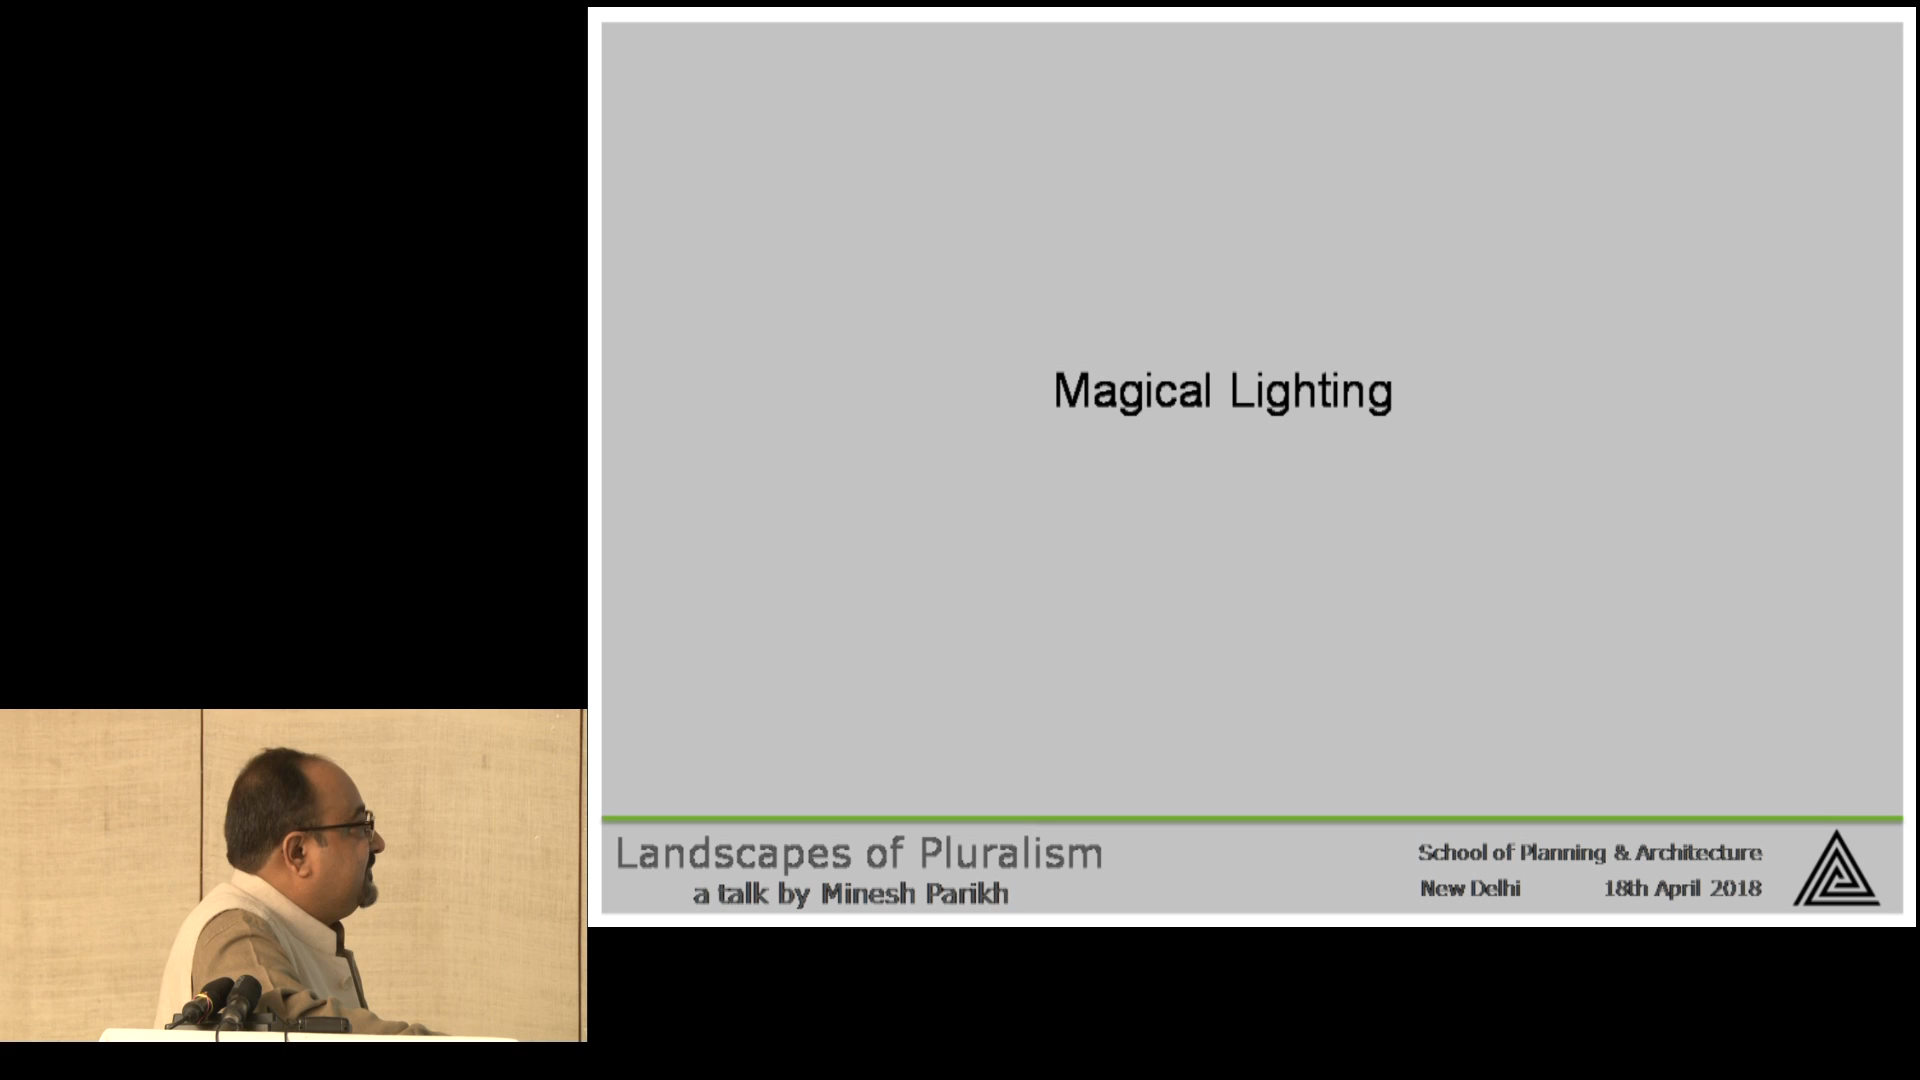 Magical Lighting
Landscapes of Pluralism
a talk by Minesh Parikh
School of Planning & Architecture
New Delhi 18th April 2018